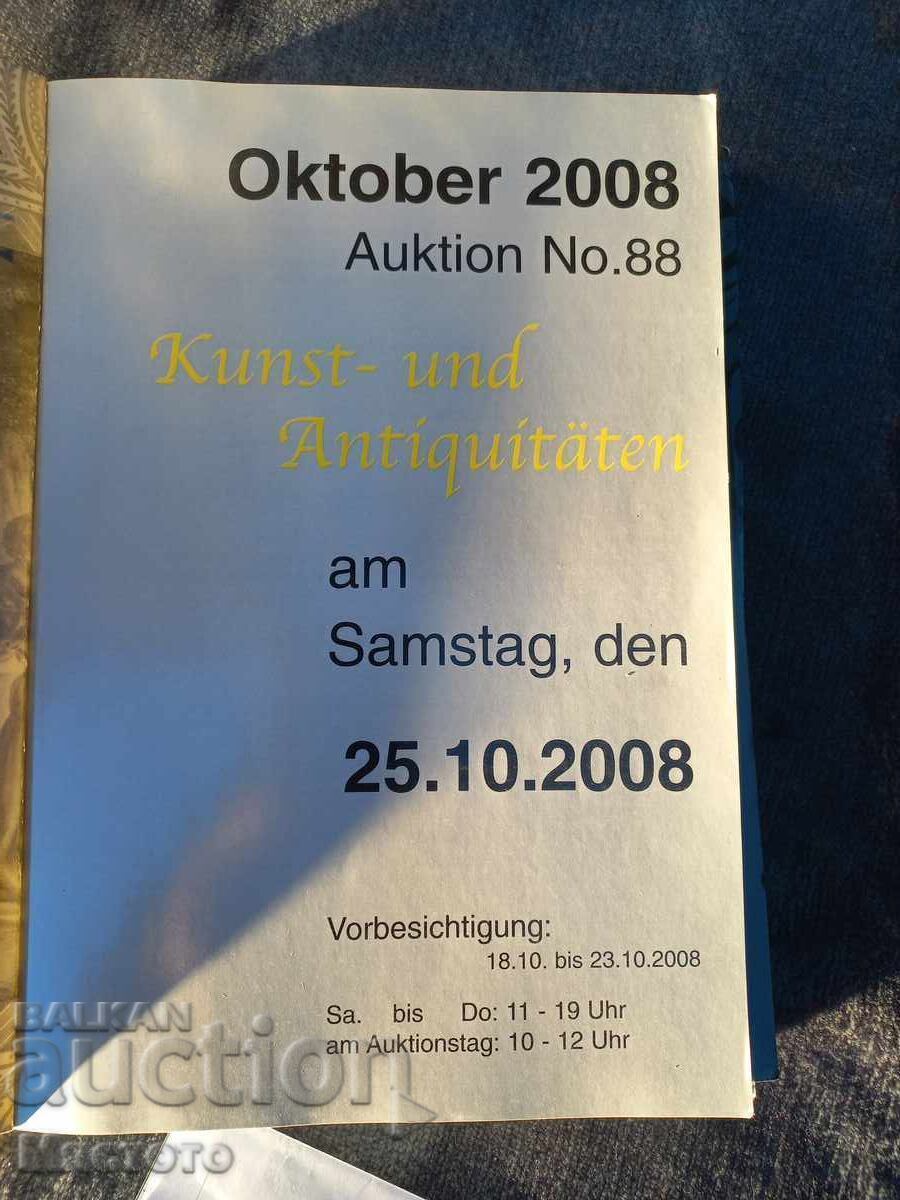 Oktober 2008
Auktion No.88
Kunst- und
Antiquitäten
am
Samstag, den
25.10.2008
Vorbesichtigung:
18.10. bis 23.10.2008
Sa. bis Do: 11 - 19 Uhr
am Auktionstag: 10 - 12 Uhr
BALKAN
auction
Мястото